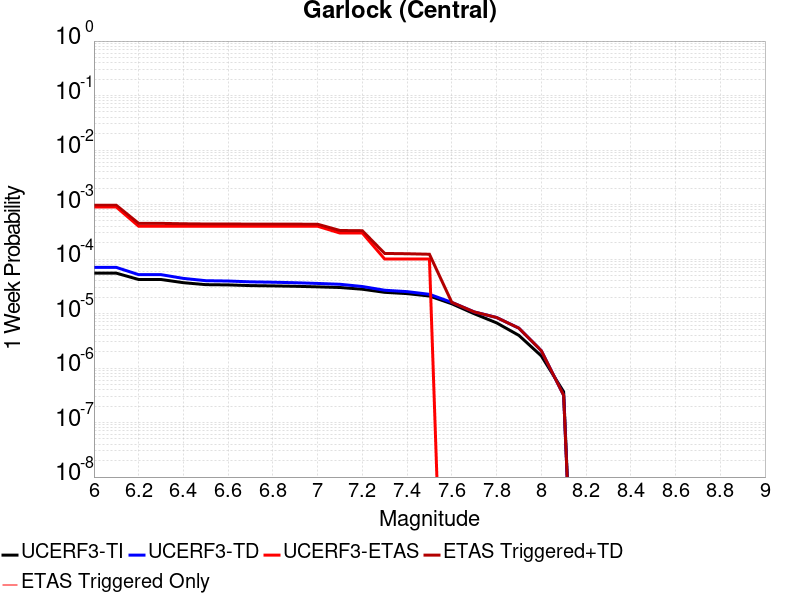 Garlock (Central)
10^0
10^-1
10^-2
10^-3
10^-4
10^-5
10^-6
10^-7
10^-8
1 Week Probability
6 6.2 6.4 6.6 6.8 7 7.2 7.4 7.6 7.8 8 8.2 8.4 8.6 8.8 9
Magnitude
UCERF3-TI UCERF3-TD UCERF3-ETAS ETAS Triggered+TD
ETAS Triggered Only